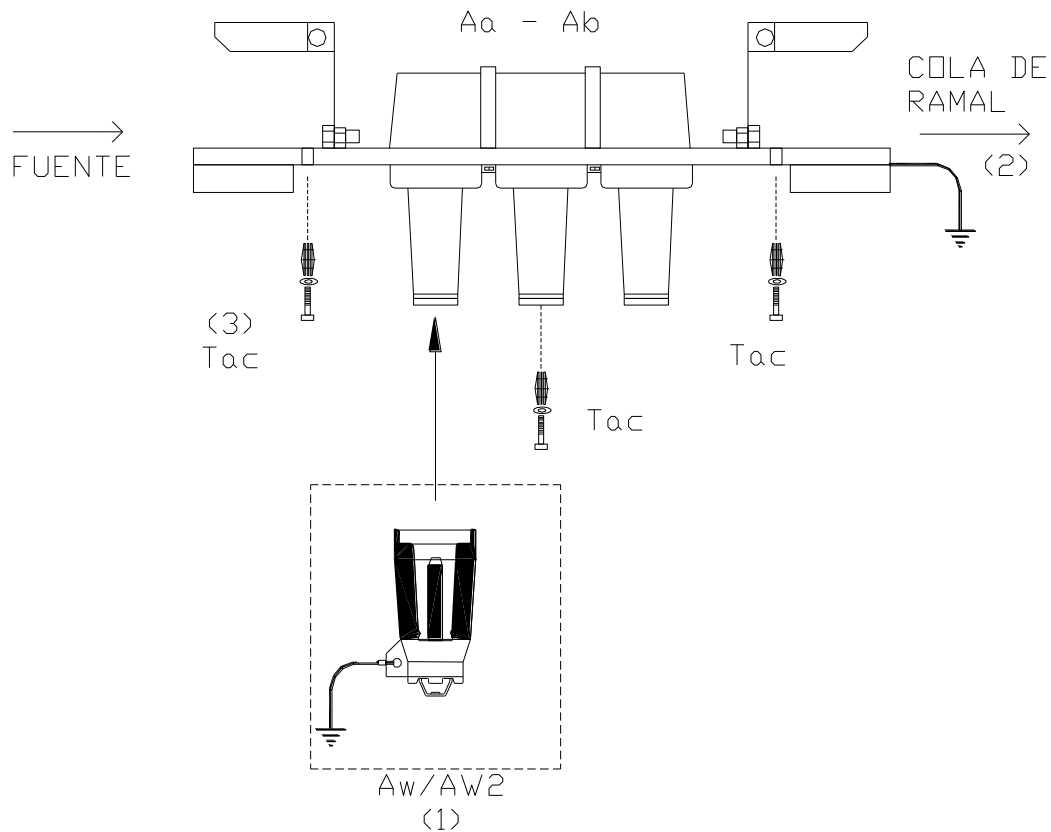 Aa - Ab
COLA DE
RAMAL
(2)
FUENTE
(3)
Tac
Tac
Tac
Aw/AW2
(1)